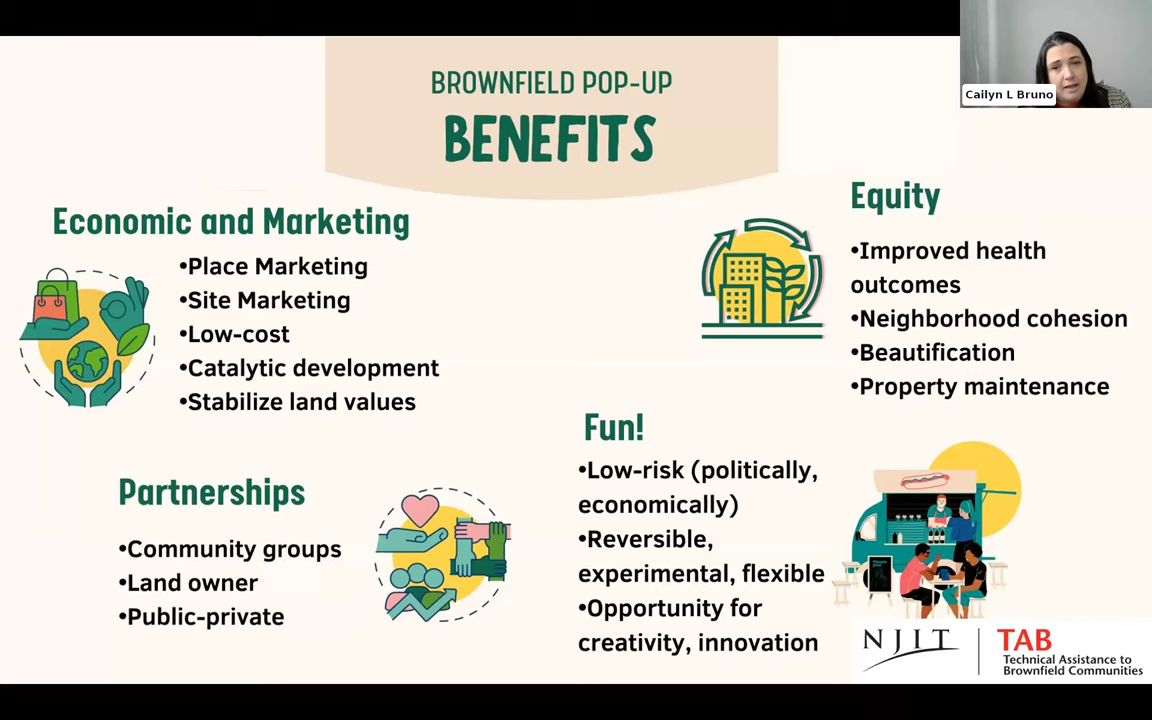 Cailyn L Bruno
BROWNFIELD POP-UP
BENEFITS
Economic and Marketing
•Place Marketing
•Site Marketing
•Low-cost
•Catalytic development
•Stabilize land values
Equity
•Improved health
outcomes
•Neighborhood cohesion
•Beautification
•Property maintenance
Partnerships
•Community groups
•Land owner
•Public-private
Fun!
•Low-risk (politically,
economically)
•Reversible,
experimental, flexible
•Opportunity for
creativity, innovation
NJIT
TAB
Technical Assistance to
Brownfield Communities